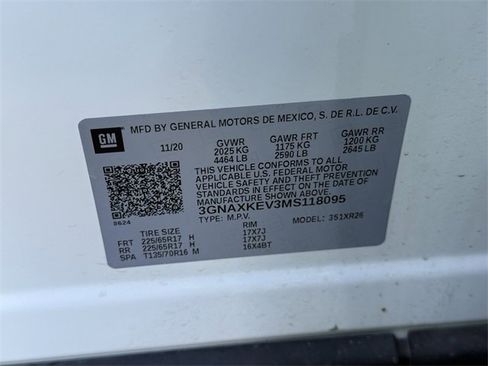 GM
MFD BY GENERAL MOTORS DE MEXICO, S. DE R.L. DE C.V.
11/20 GVWR GAWR FRT GAWR RR
2025 KG 1175 KG 1200 KG
4464 LB 2590 LB 2645 LB
THIS VEHICLE CONFORMS TO ALL
APPLICABLE U.S. FEDERAL MOTOR
VEHICLE SAFETY AND THEFT PREVENTION
STANDARDS IN EFFECT ON THE DATE OF
MANUFACTURE SHOWN ABOVE.
8624
3GNAXKEV3MS118095
TYPE: M.P.V. MODEL: 351XR26
TIRE SIZE RIM
FRT 225/65R17 H 17X7J
RR 225/65R17 H 17X7J
SPA T135/70R16 M 16X4BT